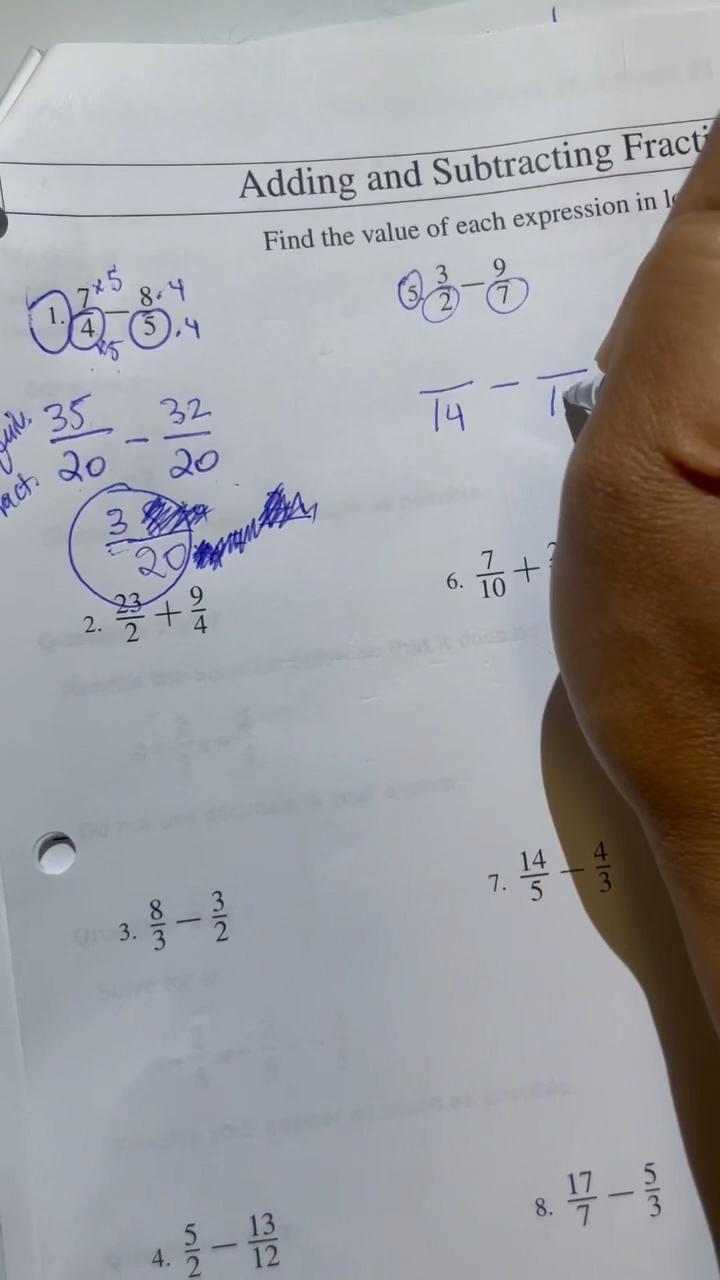 Adding and Subtracting Fracti
Find the value of each expression in l
1. 7/4 - 8/5
×5 ·4
×5 ·4
35/20 - 32/20
3/20
2. 23/2 + 9/4
3. 8/3 - 3/2
4. 5/2 - 13/12
5. 3/2 - 9/7
/14 - /1
6. 7/10 +
7. 14/5 - 4/3
8. 17/7 - 5/3